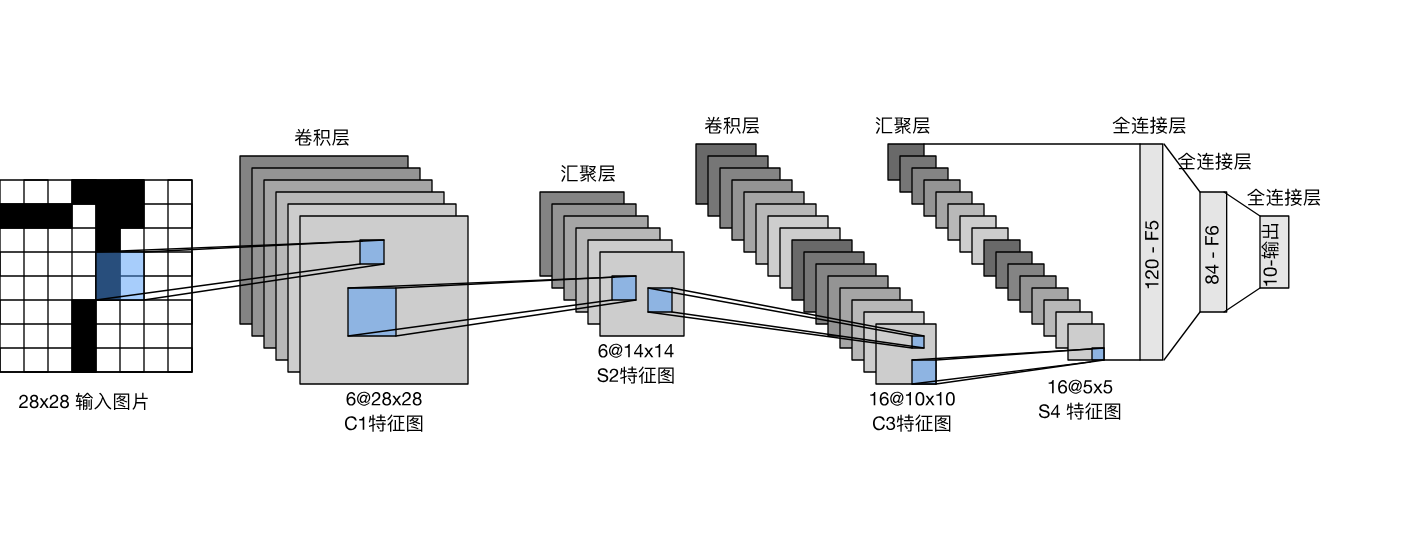 卷积层
汇聚层
卷积层
汇聚层
全连接层
全连接层
全连接层
28x28 输入图片
6@28x28
C1特征图
6@14x14
S2特征图
16@10x10
C3特征图
16@5x5
S4 特征图
120 - F5
84 - F6
10-输出